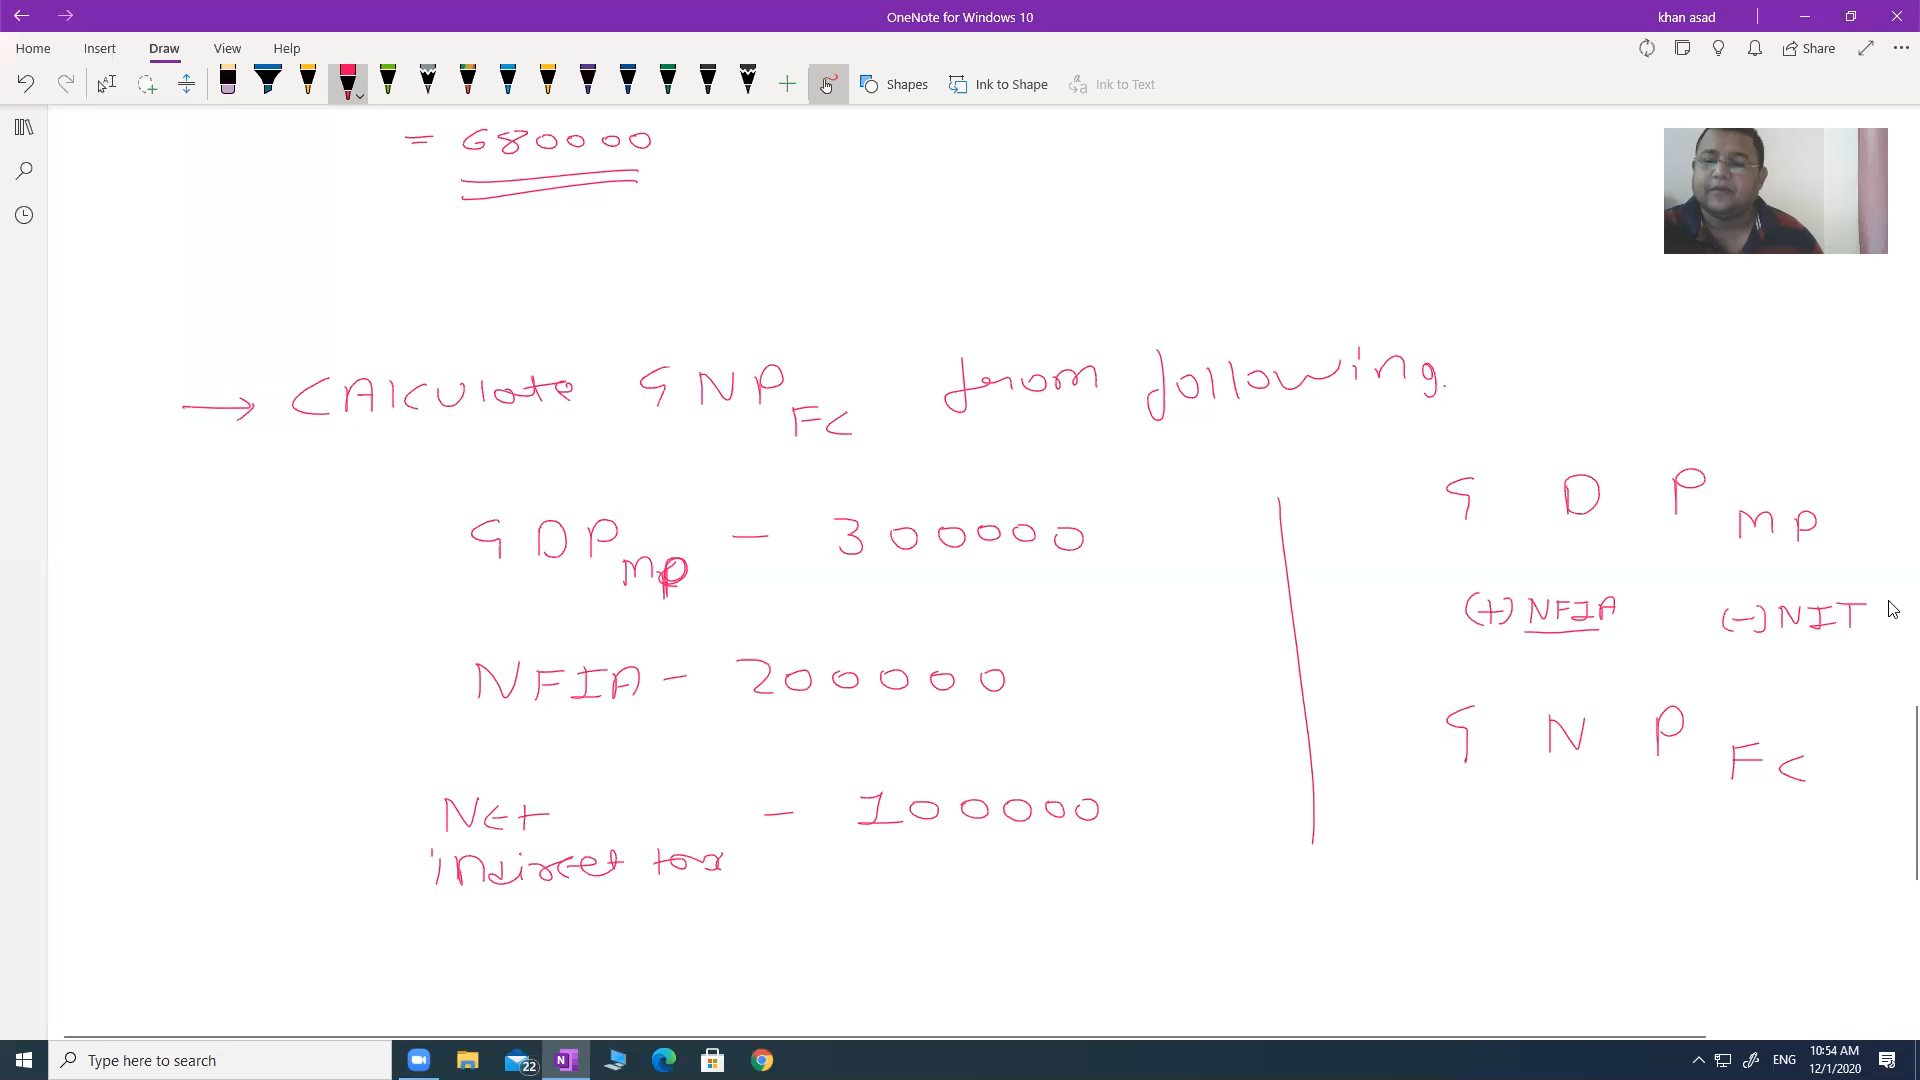 OneNote for Windows 10
khan asad
Home Insert Draw View Help
Share
Shapes Ink to Shape Ink to Text
= 680000
→ CAlculate GNP FC from following.
GDP MP - 300000
NFIA - 200000
Net - 100000
indirect tax
G D P MP
(+) NFIA (-) NIT
G N P FC
Type here to search
22
ENG
10:54 AM
12/1/2020